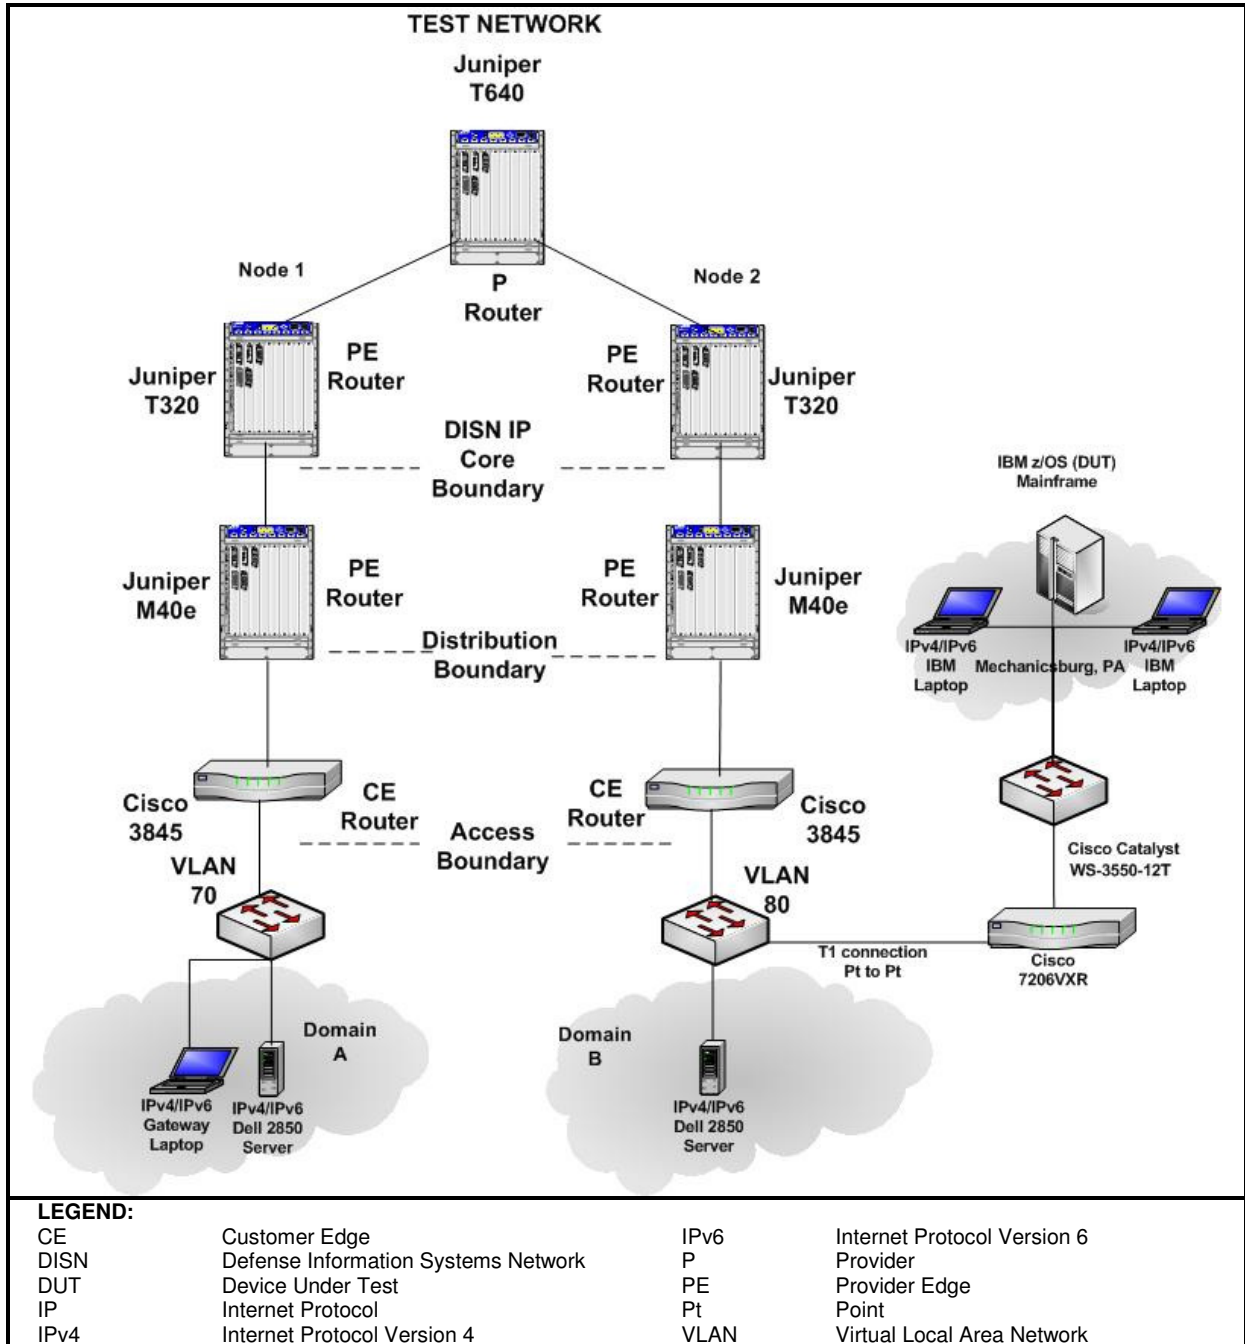 TEST NETWORK
Juniper
T640
Node 1
P
Router
Node 2
Juniper
T320
PE
Router
PE
Router
Juniper
T320
DISN IP
Core
Boundary
IBM z/OS (DUT)
Mainframe
Juniper
M40e
PE
Router
PE
Router
Juniper
M40e
Distribution
Boundary
IPv4/IPv6
IBM
Laptop
Mechanicsburg, PA
IPv4/IPv6
IBM
Laptop
Cisco
3845
CE
Router
Access
Boundary
CE
Router
Cisco
3845
Cisco Catalyst
WS-3550-12T
VLAN
70
VLAN
80
T1 connection
Pt to Pt
Cisco
7206VXR
Domain
A
Domain
B
IPv4/IPv6
Gateway
Laptop
IPv4/IPv6
Dell 2850
Server
IPv4/IPv6
Dell 2850
Server
LEGEND:
CE Customer Edge IPv6 Internet Protocol Version 6
DISN Defense Information Systems Network P Provider
DUT Device Under Test PE Provider Edge
IP Internet Protocol Pt Point
IPv4 Internet Protocol Version 4 VLAN Virtual Local Area Network